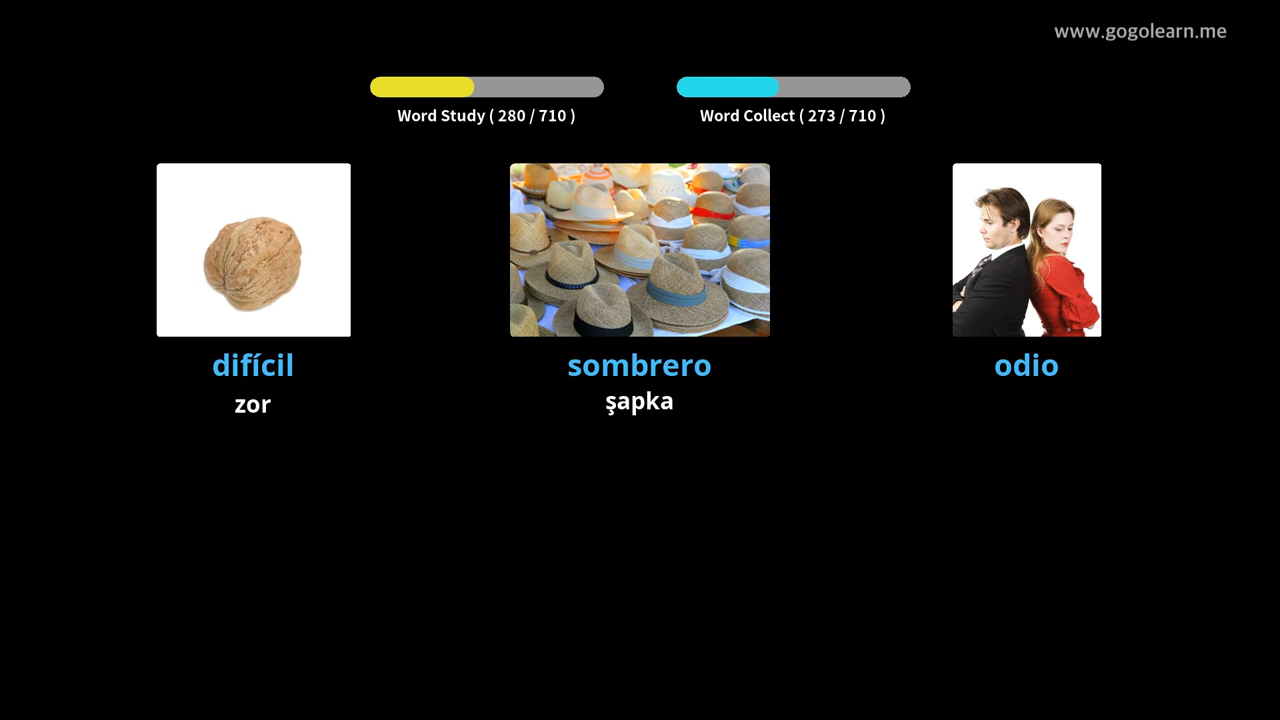 www.gogolearn.me
Word Study ( 280 / 710 )
Word Collect ( 273 / 710 )
difícil
zor
sombrero
şapka
odio